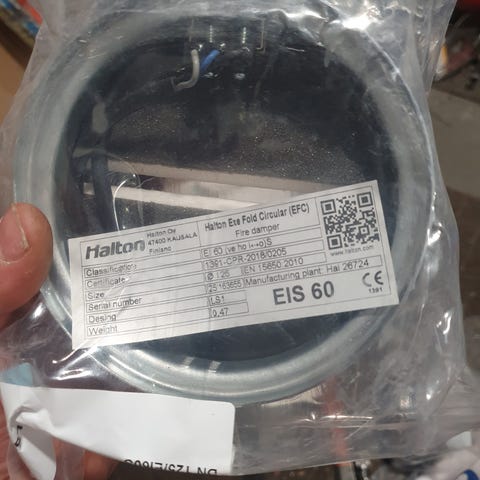 Halton
Halton Oy
47400 KAUSALA
Finland
Halton Exe Fold Circular (EFC)
Fire damper
www.halton.com
Classification EI 60 (ve ho i↔o)S
Certificate 1391-CPR-2018/0205
Size Ø 125 EN 15650:2010
Serial number Manufacturing plant: Hal 26724
Desing LS1
Weight 0.47
EIS 60
CE
1391